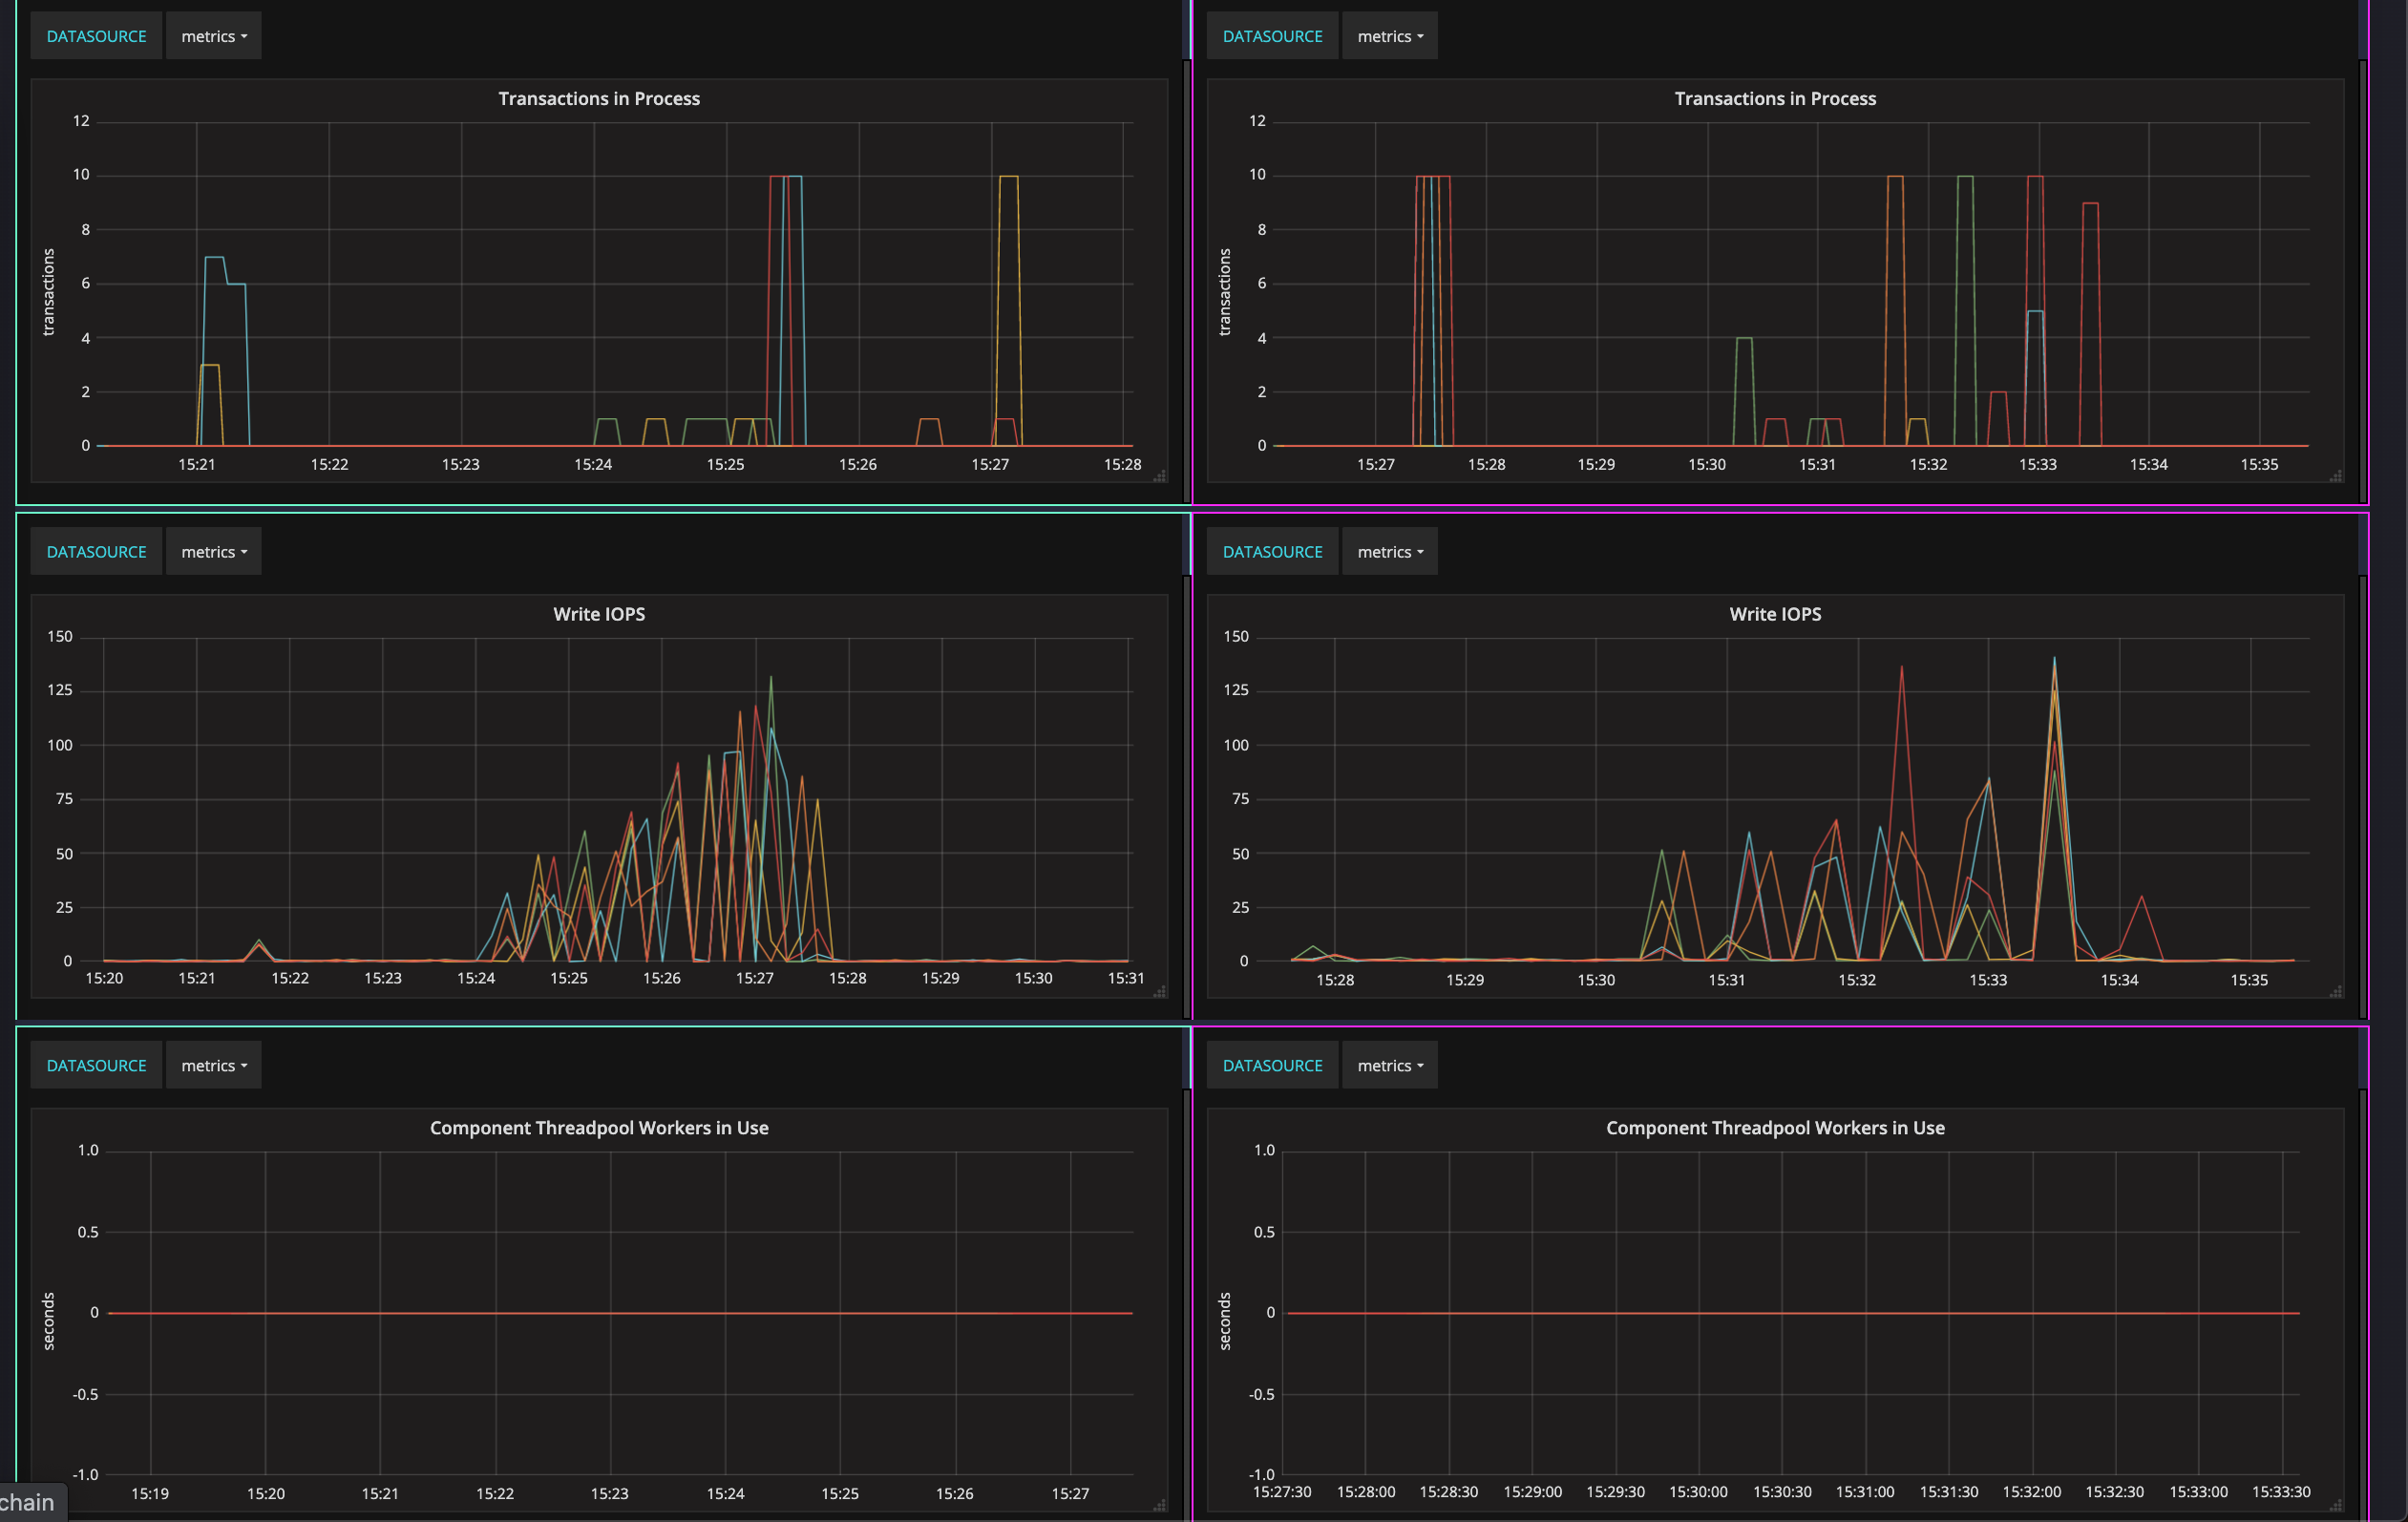 DATASOURCE metrics
Transactions in Process
12
10
8
6
4
2
0
transactions
15:21 15:22 15:23 15:24 15:25 15:26 15:27 15:28
DATASOURCE metrics
Transactions in Process
12
10
8
6
4
2
0
transactions
15:27 15:28 15:29 15:30 15:31 15:32 15:33 15:34 15:35
DATASOURCE metrics
Write IOPS
150
125
100
75
50
25
0
15:20 15:21 15:22 15:23 15:24 15:25 15:26 15:27 15:28 15:29 15:30 15:31
DATASOURCE metrics
Write IOPS
150
125
100
75
50
25
0
15:28 15:29 15:30 15:31 15:32 15:33 15:34 15:35
DATASOURCE metrics
Component Threadpool Workers in Use
1.0
0.5
0
-0.5
-1.0
seconds
15:19 15:20 15:21 15:22 15:23 15:24 15:25 15:26 15:27
chain
DATASOURCE metrics
Component Threadpool Workers in Use
1.0
0.5
0
-0.5
-1.0
seconds
15:27:30 15:28:00 15:28:30 15:29:00 15:29:30 15:30:00 15:30:30 15:31:00 15:31:30 15:32:00 15:32:30 15:33:00 15:33:30